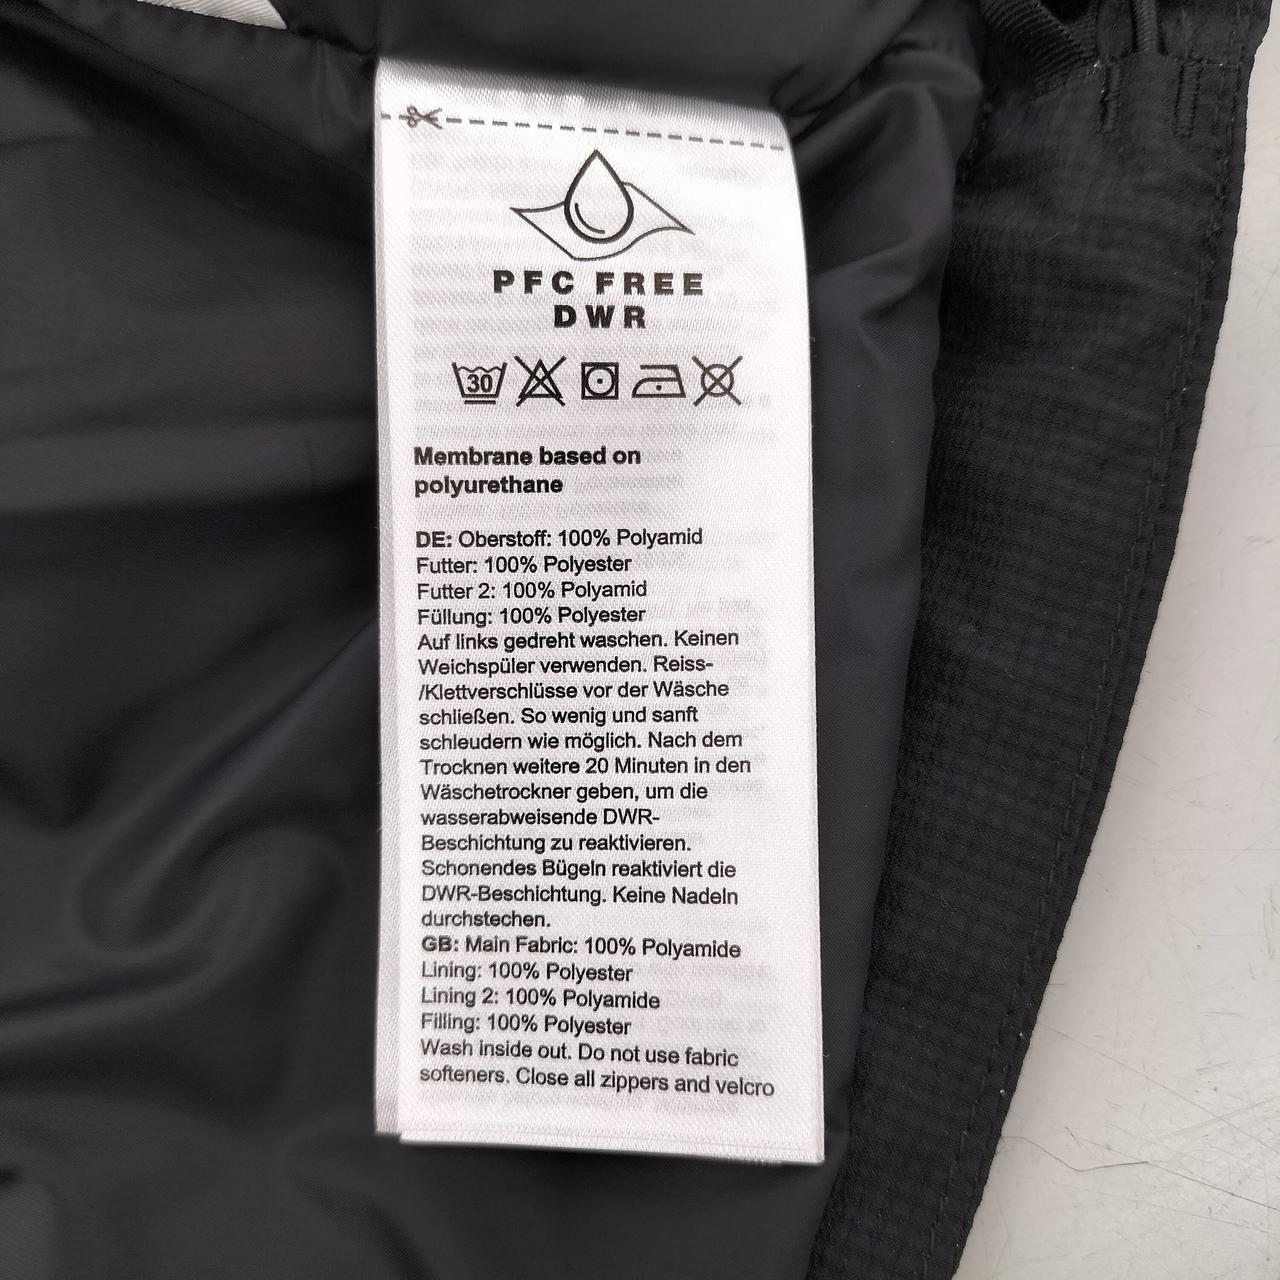 PFC FREE
DWR
30
Membrane based on
polyurethane
DE: Oberstoff: 100% Polyamid
Futter: 100% Polyester
Futter 2: 100% Polyamid
Füllung: 100% Polyester
Auf links gedreht waschen. Keinen
Weichspüler verwenden. Reiss-
/Klettverschlüsse vor der Wäsche
schließen. So wenig und sanft
schleudern wie möglich. Nach dem
Trocknen weitere 20 Minuten in den
Wäschetrockner geben, um die
wasserabweisende DWR-
Beschichtung zu reaktivieren.
Schonendes Bügeln reaktiviert die
DWR-Beschichtung. Keine Nadeln
durchstechen.
GB: Main Fabric: 100% Polyamide
Lining: 100% Polyester
Lining 2: 100% Polyamide
Filling: 100% Polyester
Wash inside out. Do not use fabric
softeners. Close all zippers and velcro